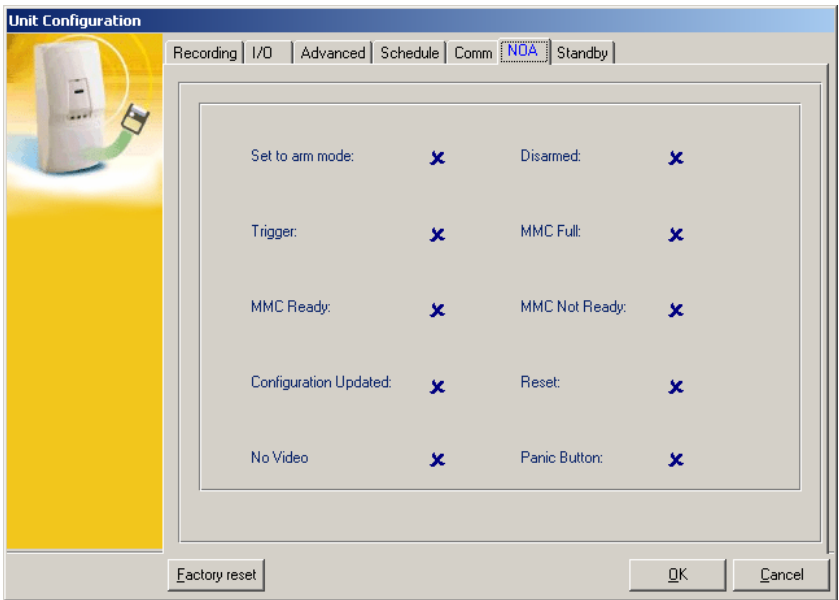 Unit Configuration
Recording I/O Advanced Schedule Comm NOA Standby
Set to arm mode: Disarmed:
Trigger: MMC Full:
MMC Ready: MMC Not Ready:
Configuration Updated: Reset:
No Video Panic Button:
Factory reset OK Cancel